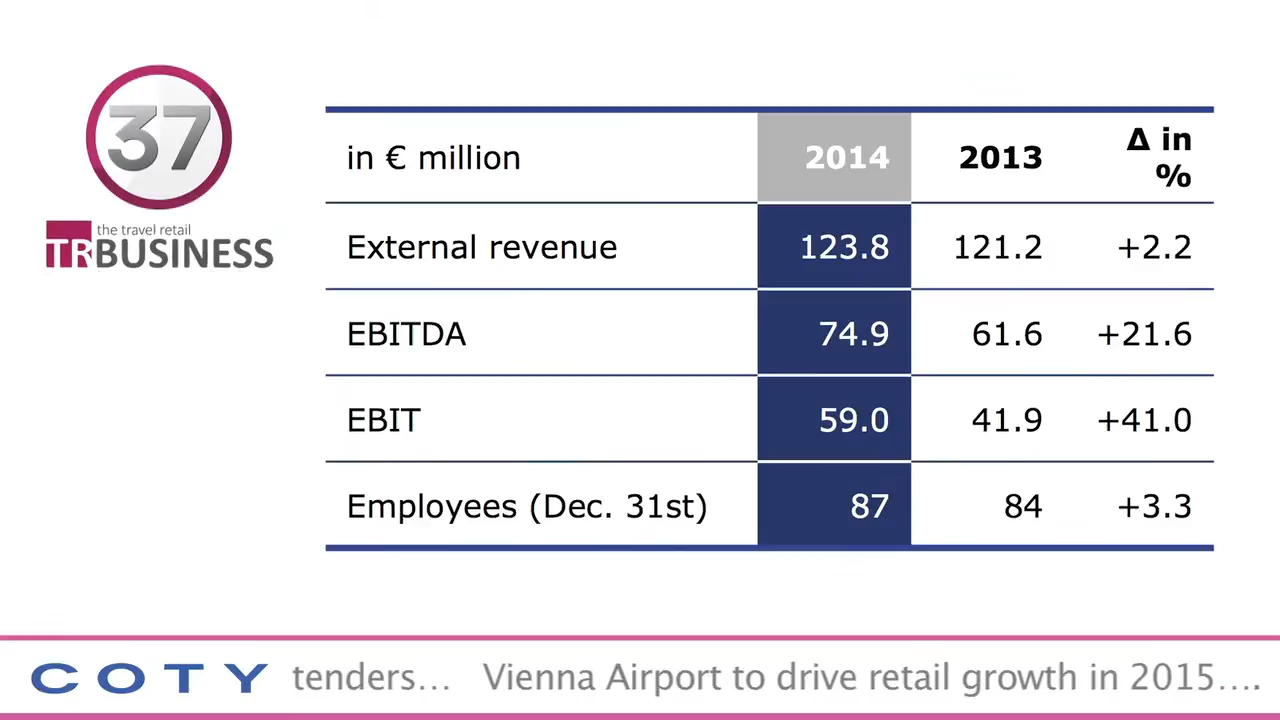 37
the travel retail
TRBUSINESS
in € million 2014 2013 Δ in %
External revenue 123.8 121.2 +2.2
EBITDA 74.9 61.6 +21.6
EBIT 59.0 41.9 +41.0
Employees (Dec. 31st) 87 84 +3.3
COTY tenders... Vienna Airport to drive retail growth in 2015....